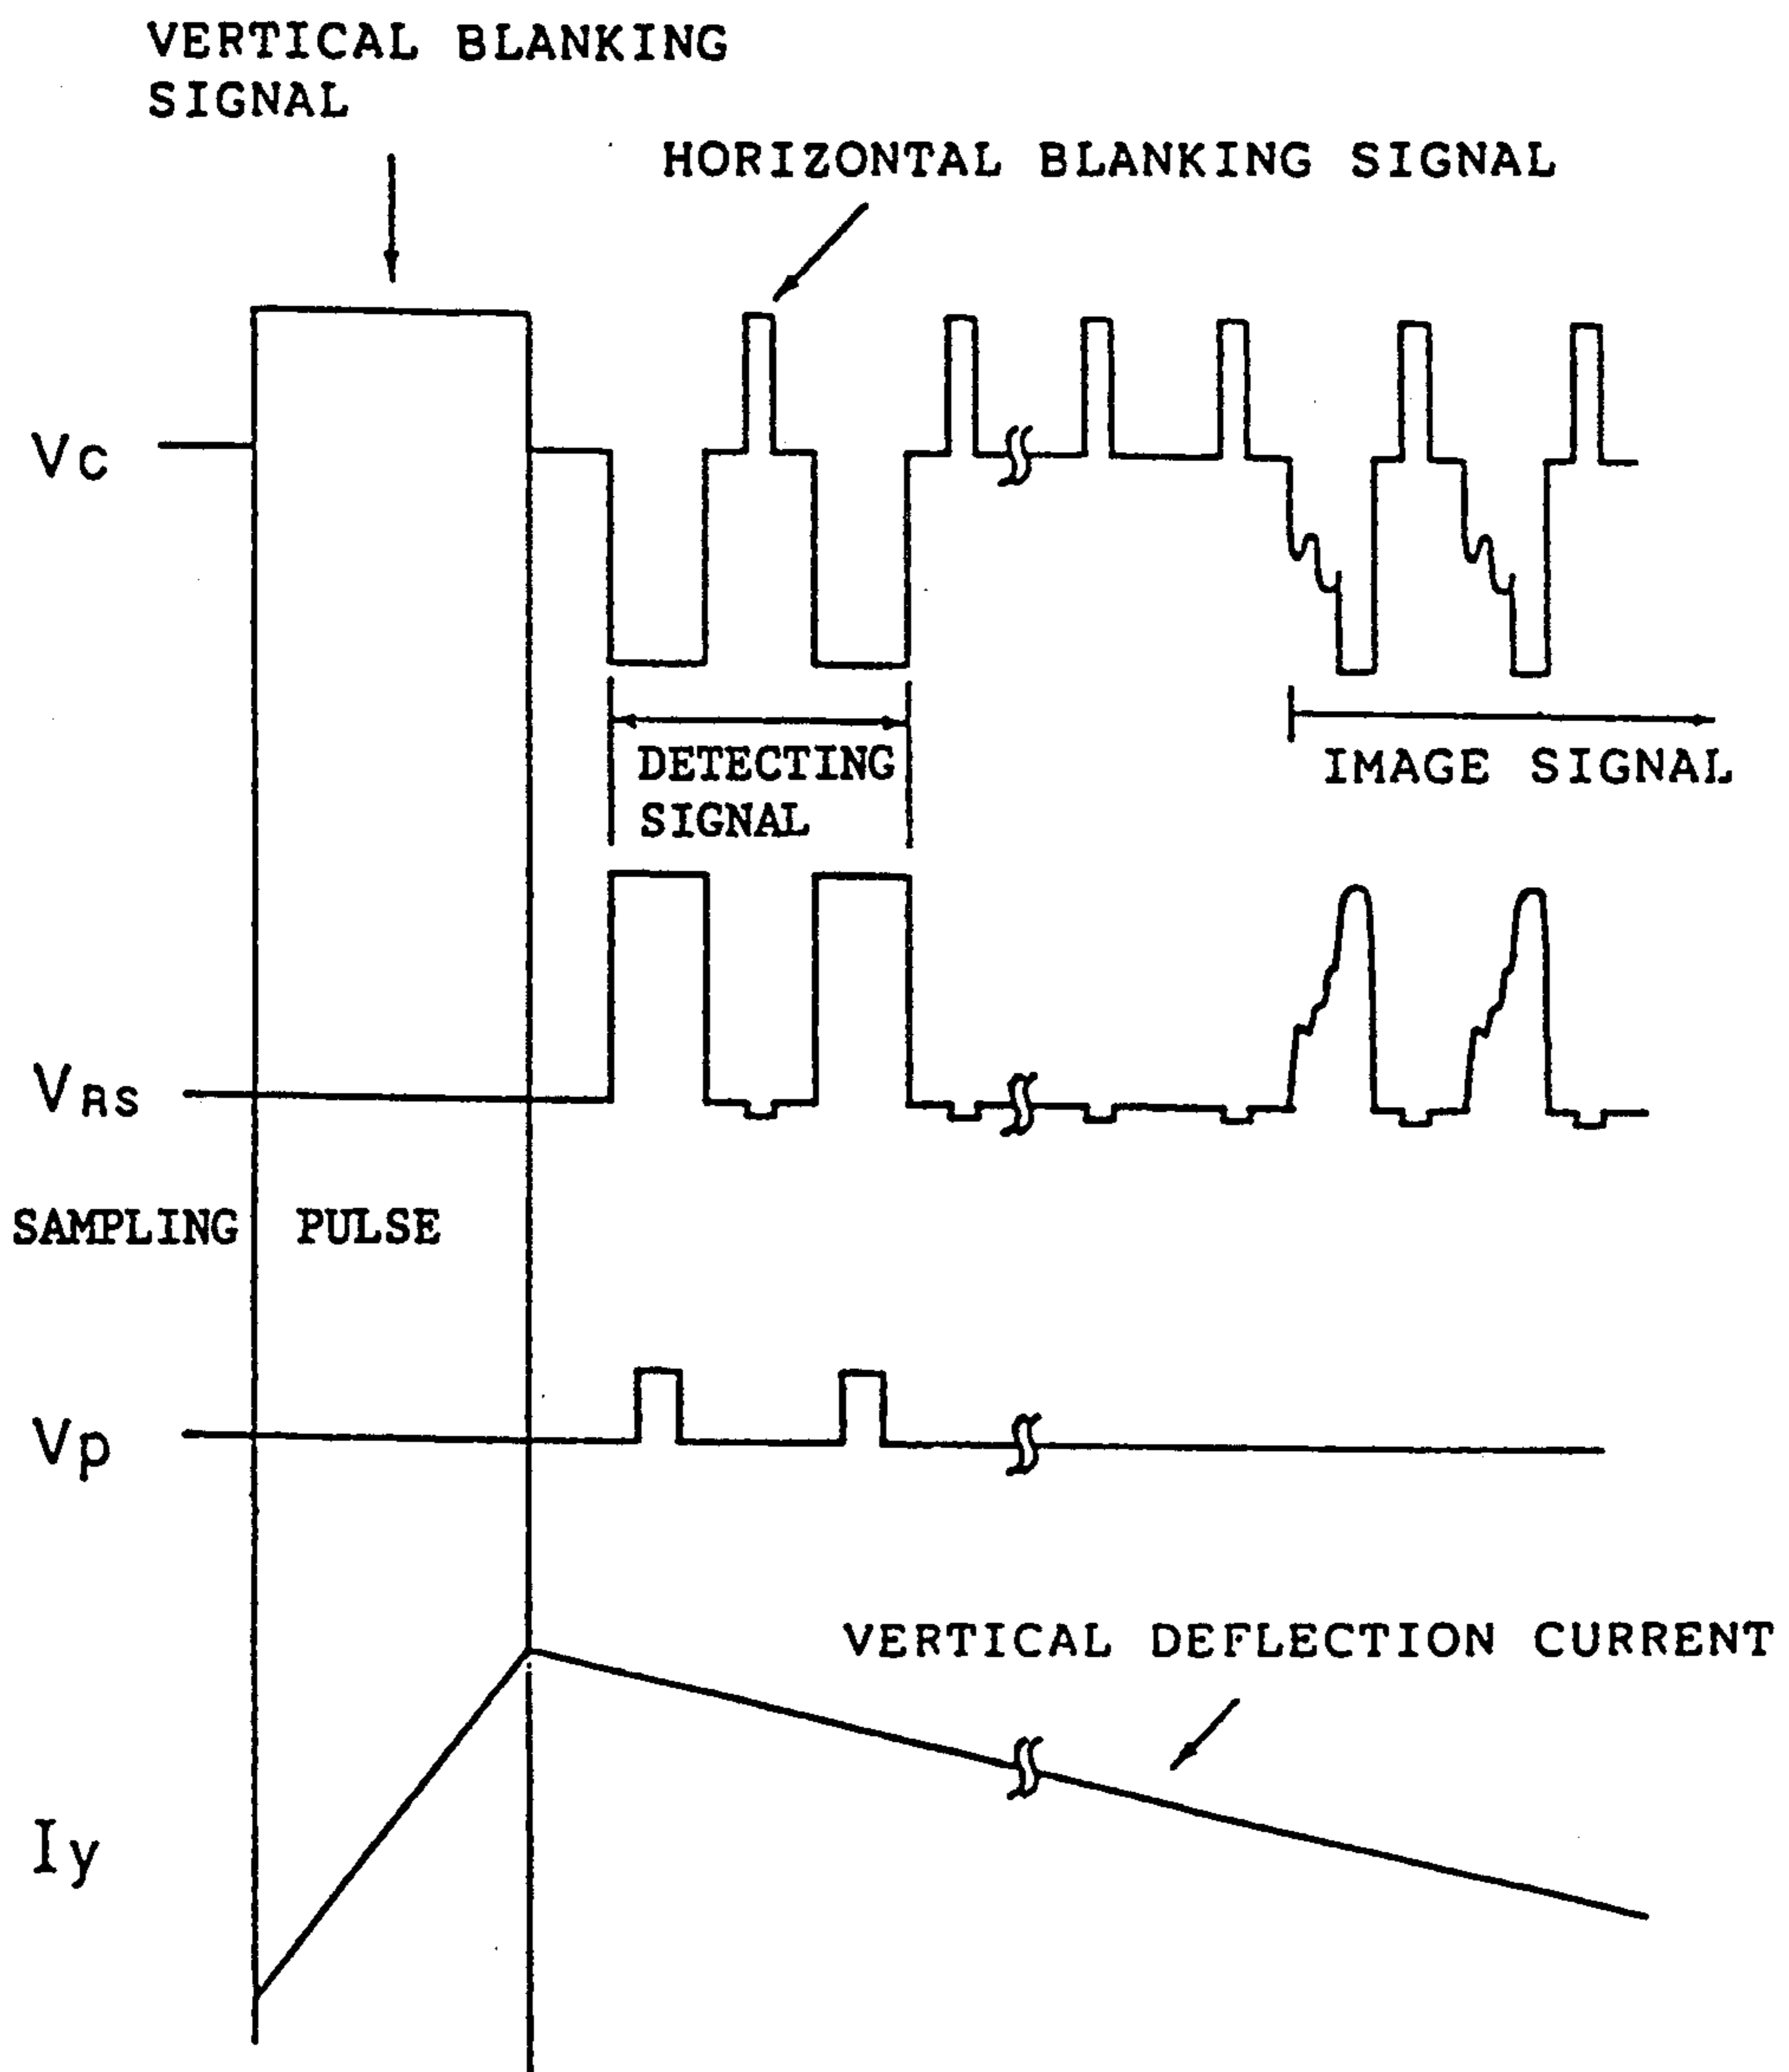 VERTICAL BLANKING
SIGNAL
HORIZONTAL BLANKING SIGNAL
Vc
DETECTING
SIGNAL
IMAGE SIGNAL
VRS
SAMPLING PULSE
Vp
VERTICAL DEFLECTION CURRENT
Iy